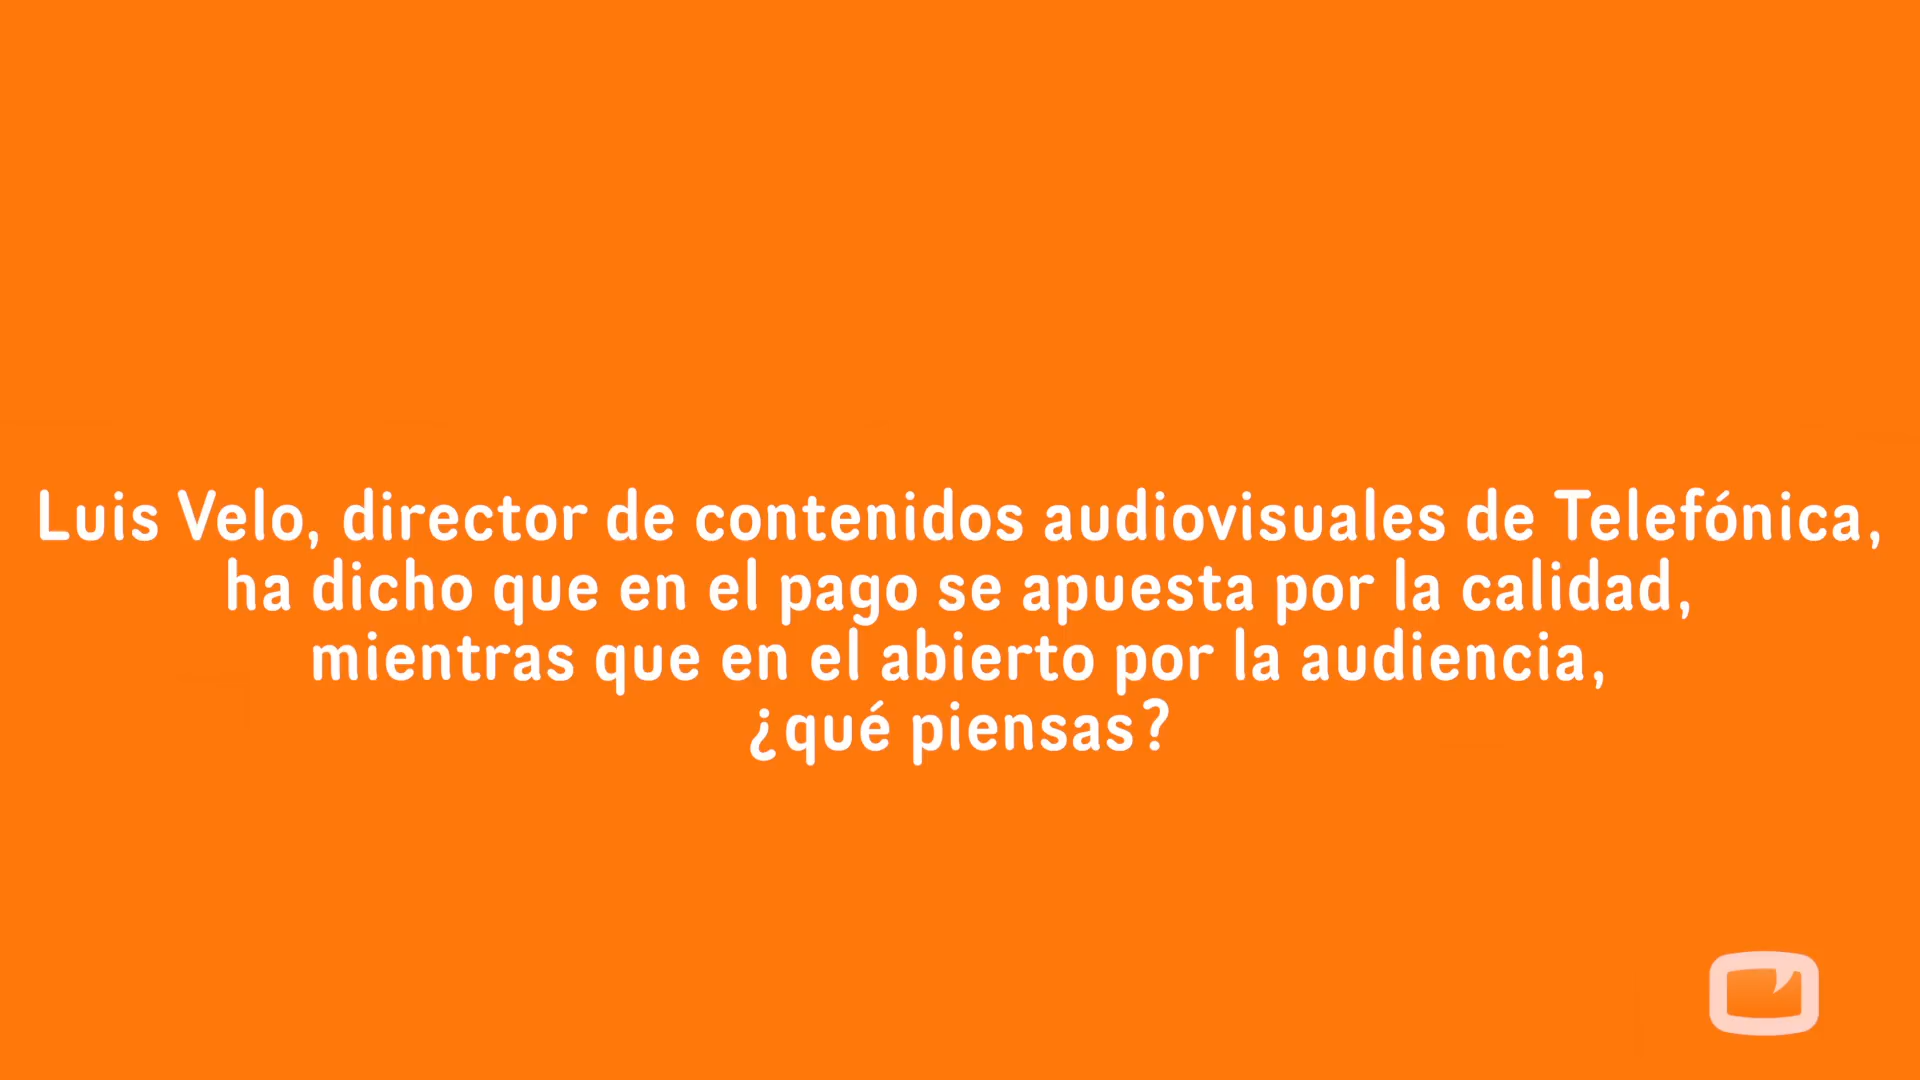 Luis Velo, director de contenidos audiovisuales de Telefónica,
ha dicho que en el pago se apuesta por la calidad,
mientras que en el abierto por la audiencia,
¿qué piensas?